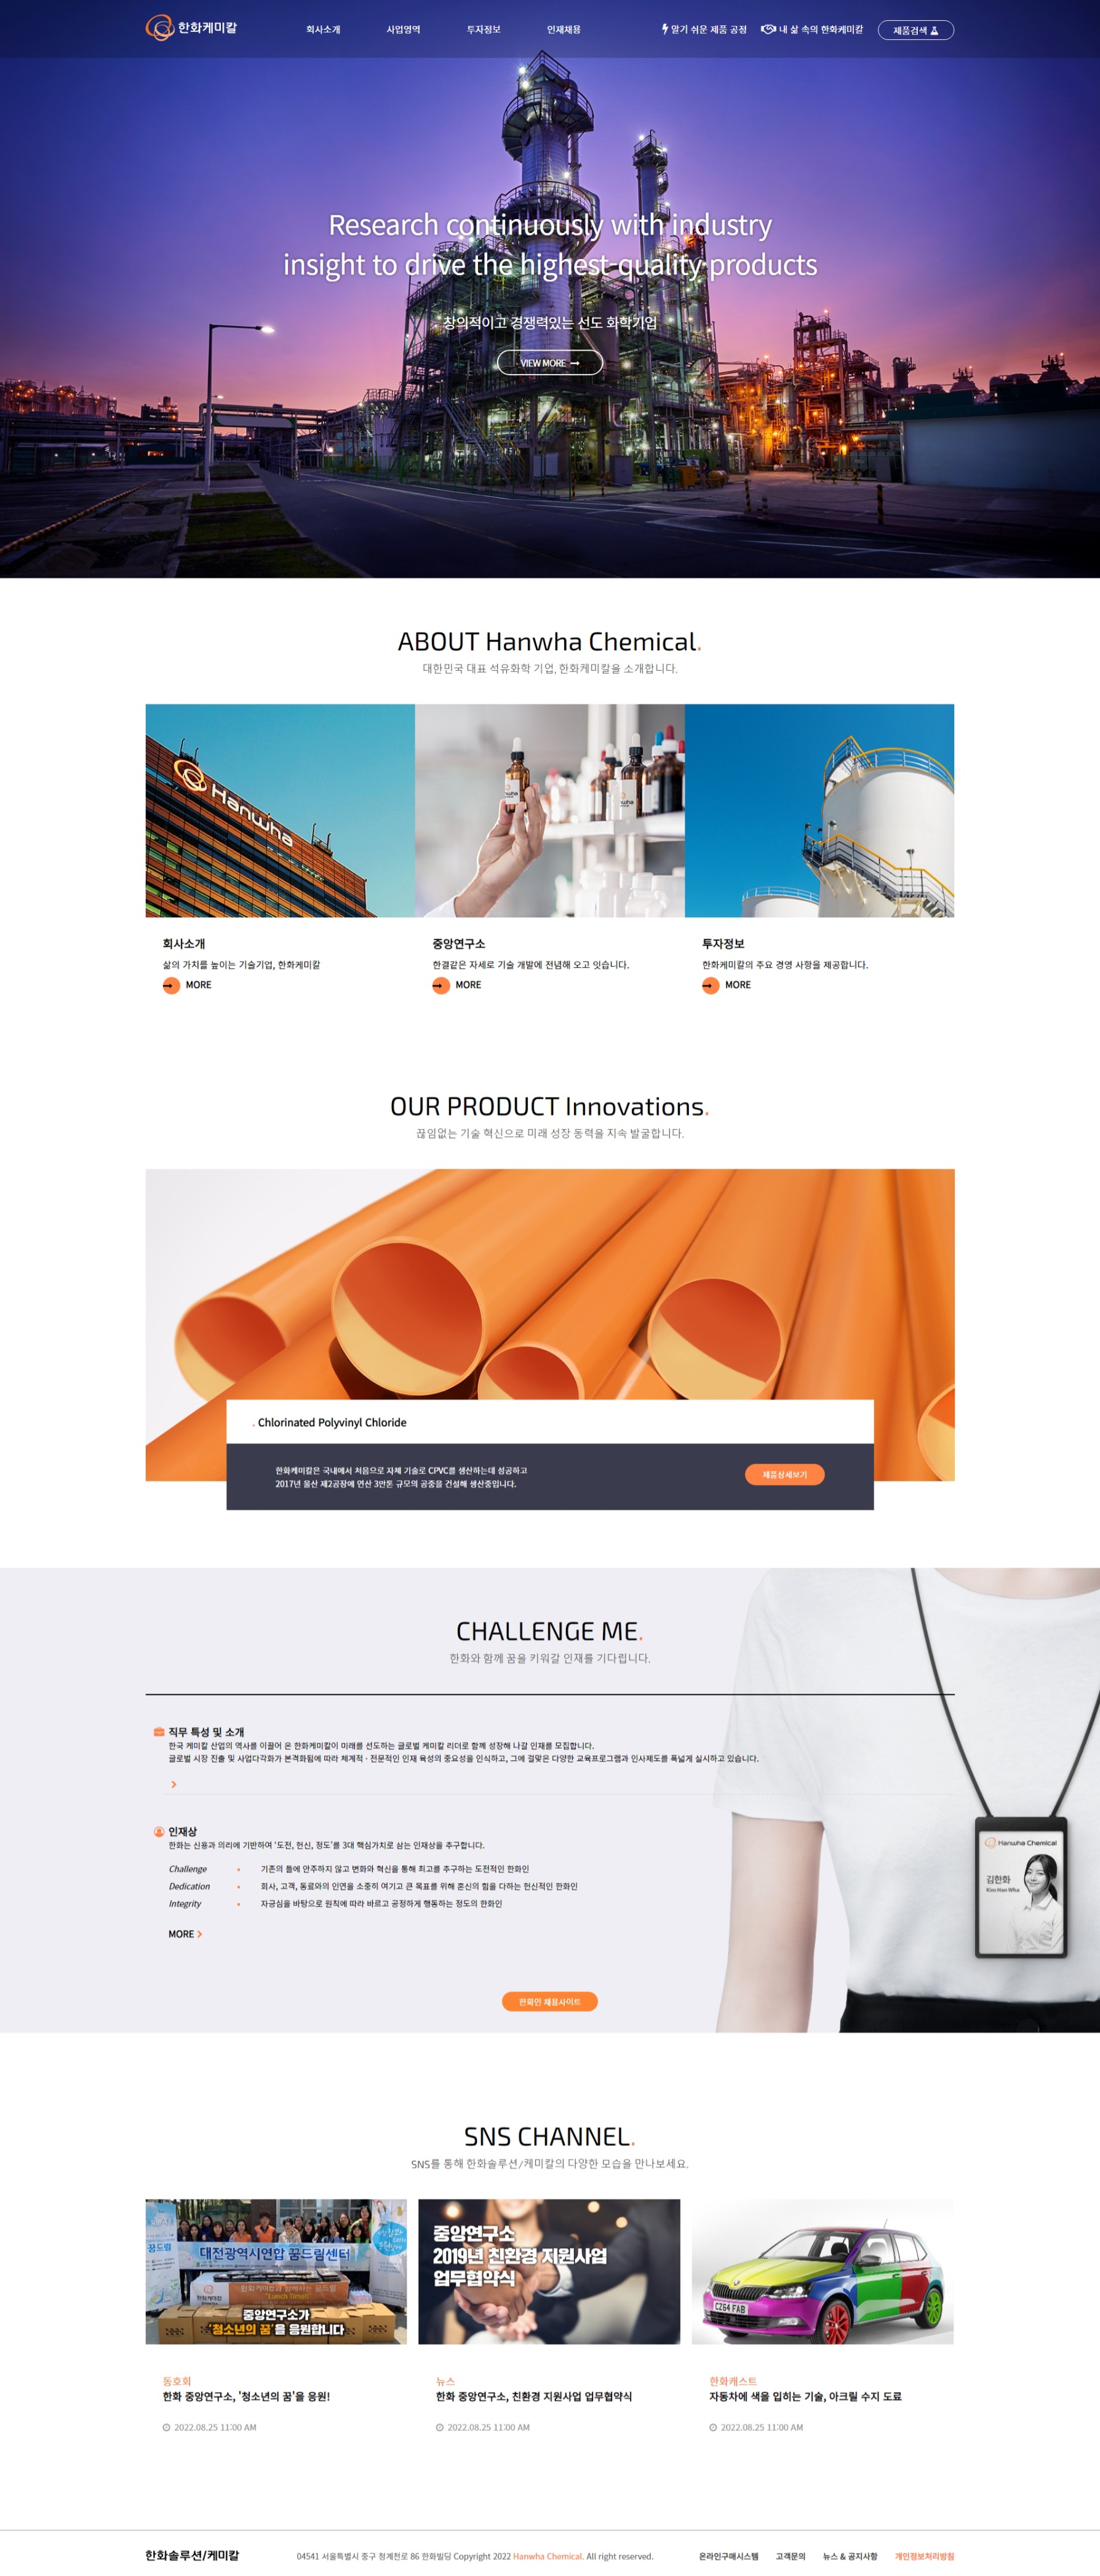 한화케미칼
회사소개
사업영역
투자정보
인재채용
알기 쉬운 제품 공정
내 삶 속의 한화케미칼
제품검색
Research continuously with industry
insight to drive the highest-quality products
창의적이고 경쟁력있는 선도 화학기업
VIEW MORE
ABOUT Hanwha Chemical.
대한민국 대표 석유화학 기업, 한화케미칼을 소개합니다.
Hanwha
회사소개
삶의 가치를 높이는 기술기업, 한화케미칼
MORE
중앙연구소
한결같은 자세로 기술 개발에 전념해 오고 잇습니다.
MORE
투자정보
한화케미칼의 주요 경영 사항을 제공합니다.
MORE
OUR PRODUCT Innovations.
끊임없는 기술 혁신으로 미래 성장 동력을 지속 발굴합니다.
. Chlorinated Polyvinyl Chloride
한화케미칼은 국내에서 처음으로 자체 기술로 CPVC를 생산하는데 성공하고
2017년 울산 제2공장에 연산 3만톤 규모의 공중을 건설해 생산중입니다.
제품상세보기
CHALLENGE ME.
한화와 함께 꿈을 키워갈 인재를 기다립니다.
직무 특성 및 소개
한국 케미칼 산업의 역사를 이끌어 온 한화케미칼이 미래를 선도하는 글로벌 케미칼 리더로 함께 성장해 나갈 인재를 모집합니다.
글로벌 시장 진출 및 사업다각화가 본격화됨에 따라 체계적 · 전문적인 인재 육성의 중요성을 인식하고, 그에 걸맞은 다양한 교육프로그램과 인사제도를 폭넓게 실시하고 있습니다.
인재상
한화는 신용과 의리에 기반하여 '도전, 헌신, 정도'를 3대 핵심가치로 삼는 인재상을 추구합니다.
Challenge • 기존의 틀에 안주하지 않고 변화와 혁신을 통해 최고를 추구하는 도전적인 한화인
Dedication • 회사, 고객, 동료와의 인연을 소중히 여기고 큰 목표를 위해 혼신의 힘을 다하는 헌신적인 한화인
Integrity • 자긍심을 바탕으로 원칙에 따라 바르고 공정하게 행동하는 정도의 한화인
MORE
Hanwha Chemical
김한화
Kim Han Wha
한화인 채용사이트
SNS CHANNEL.
SNS를 통해 한화솔루션/케미칼의 다양한 모습을 만나보세요.
꿈드림
대전광역시연합 꿈드림센터
중앙연구소가
'청소년의 꿈'을 응원합니다
중앙연구소
2019년 친환경 지원사업
업무협약식
CZ64 FAB
동호회
한화 중앙연구소, '청소년의 꿈'을 응원!
2022.08.25 11:00 AM
뉴스
한화 중앙연구소, 친환경 지원사업 업무협약식
2022.08.25 11:00 AM
한화캐스트
자동차에 색을 입히는 기술, 아크릴 수지 도료
2022.08.25 11:00 AM
한화솔루션/케미칼
04541 서울특별시 중구 청계천로 86 한화빌딩 Copyright 2022 Hanwha Chemical. All right reserved.
온라인구매시스템
고객문의
뉴스 & 공지사항
개인정보처리방침